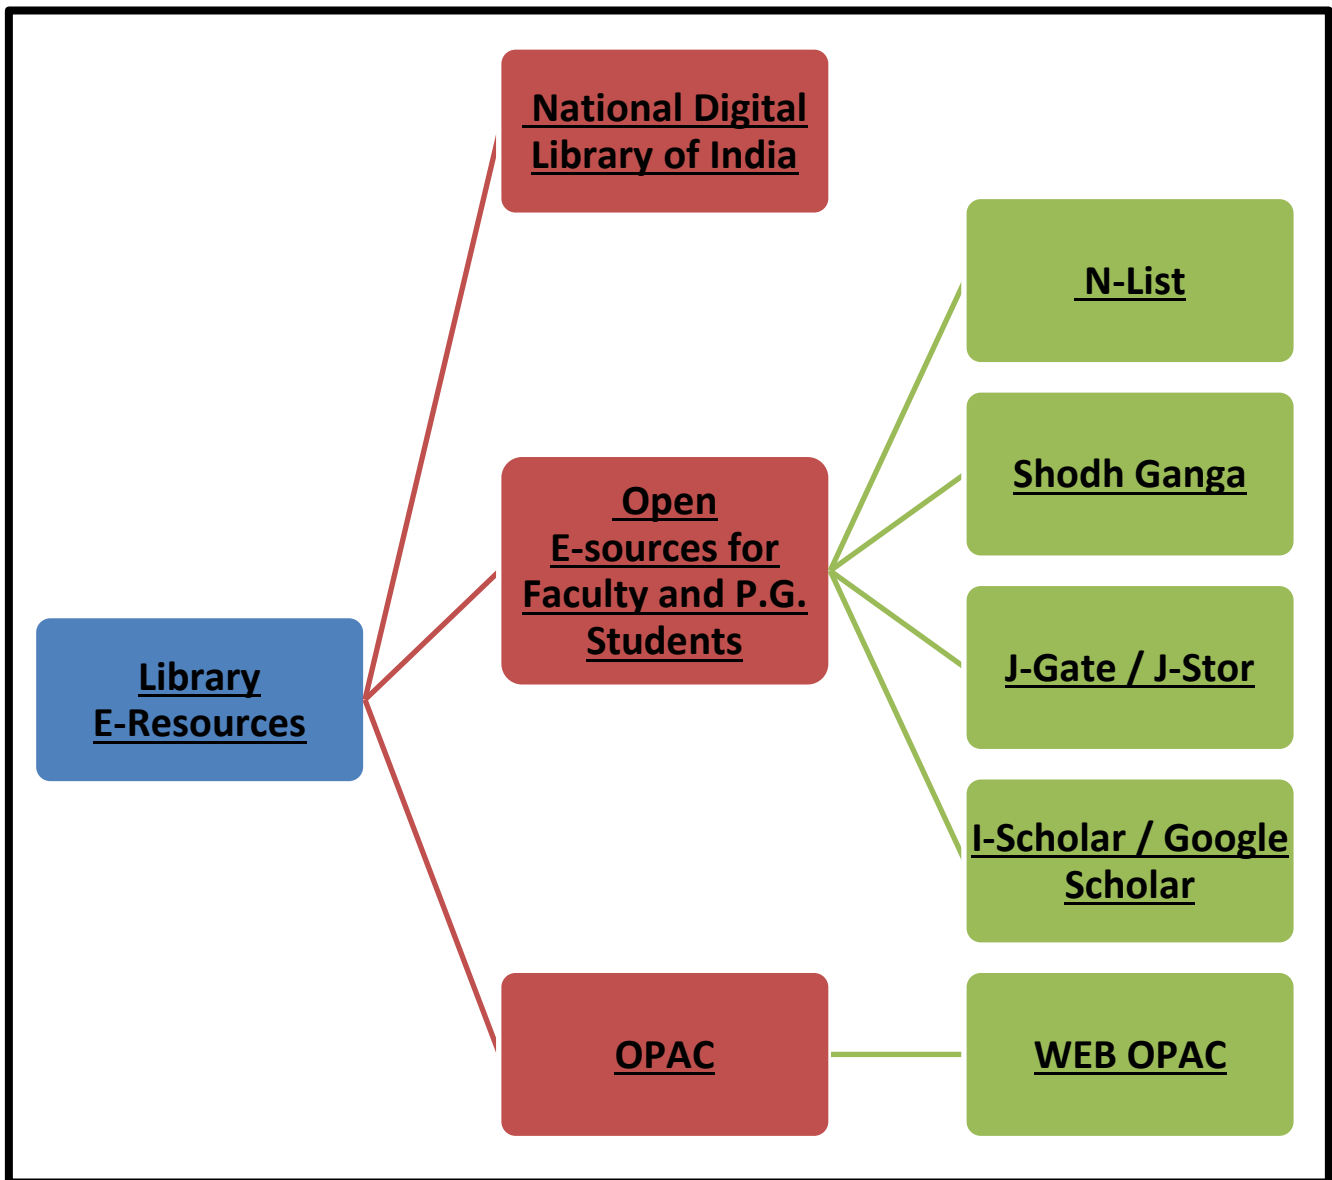 National Digital
Library of India
N-List
Open
E-sources for
Faculty and P.G.
Students
Shodh Ganga
Library
E-Resources
J-Gate / J-Stor
I-Scholar / Google
Scholar
OPAC
WEB OPAC